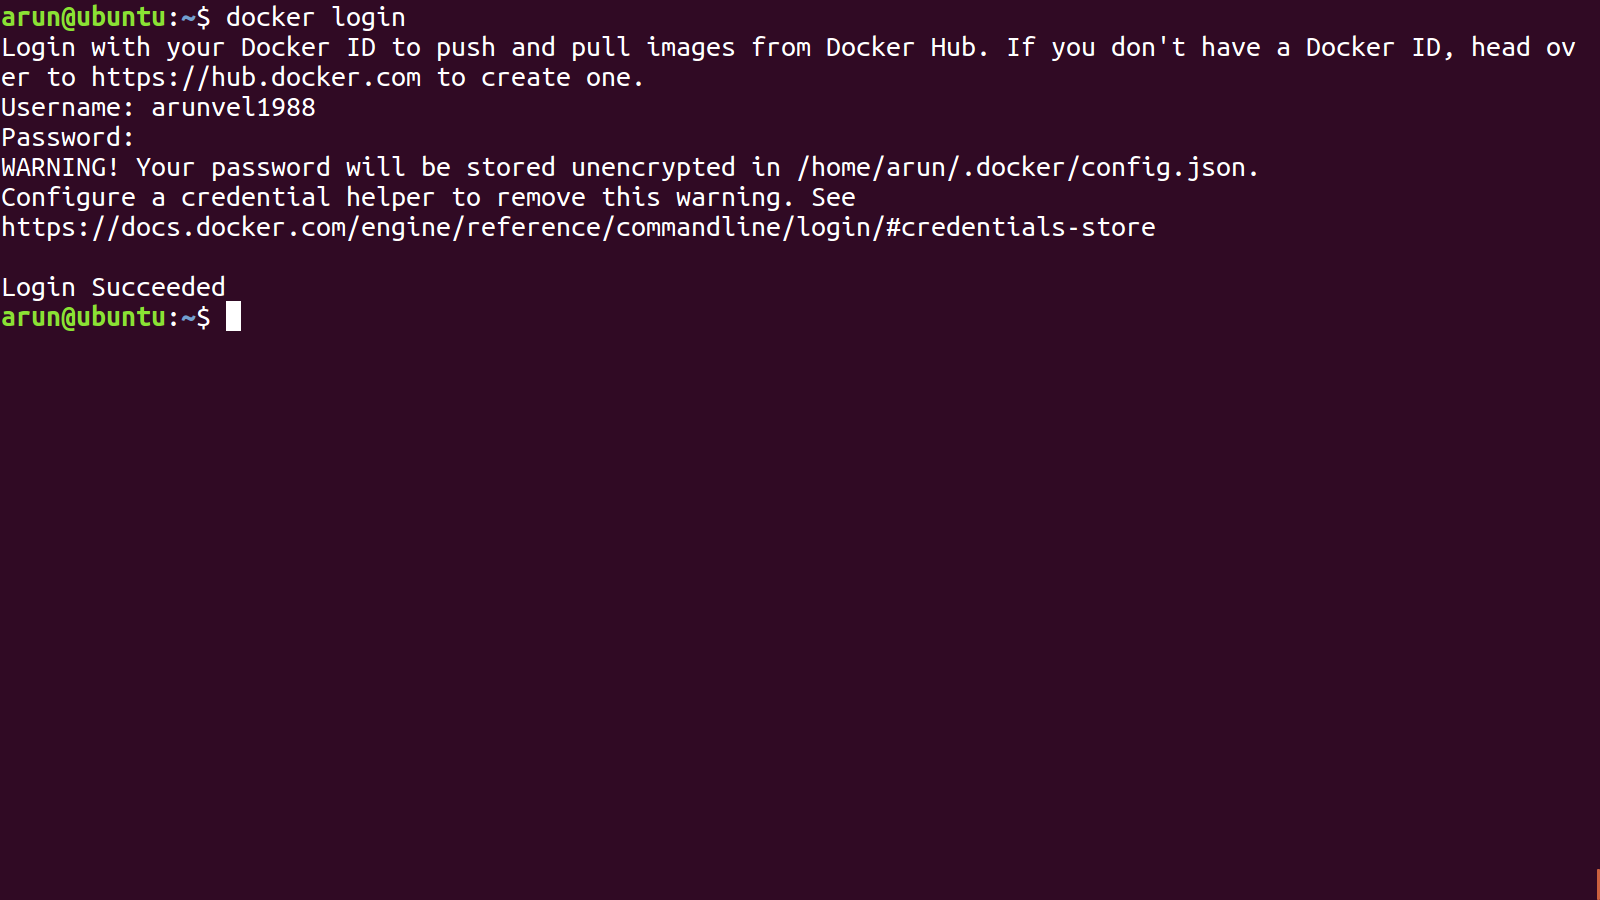 arun@ubuntu:~$ docker login
Login with your Docker ID to push and pull images from Docker Hub. If you don't have a Docker ID, head ov
er to https://hub.docker.com to create one.
Username: arunvel1988
Password:
WARNING! Your password will be stored unencrypted in /home/arun/.docker/config.json.
Configure a credential helper to remove this warning. See
https://docs.docker.com/engine/reference/commandline/login/#credentials-store
Login Succeeded
arun@ubuntu:~$